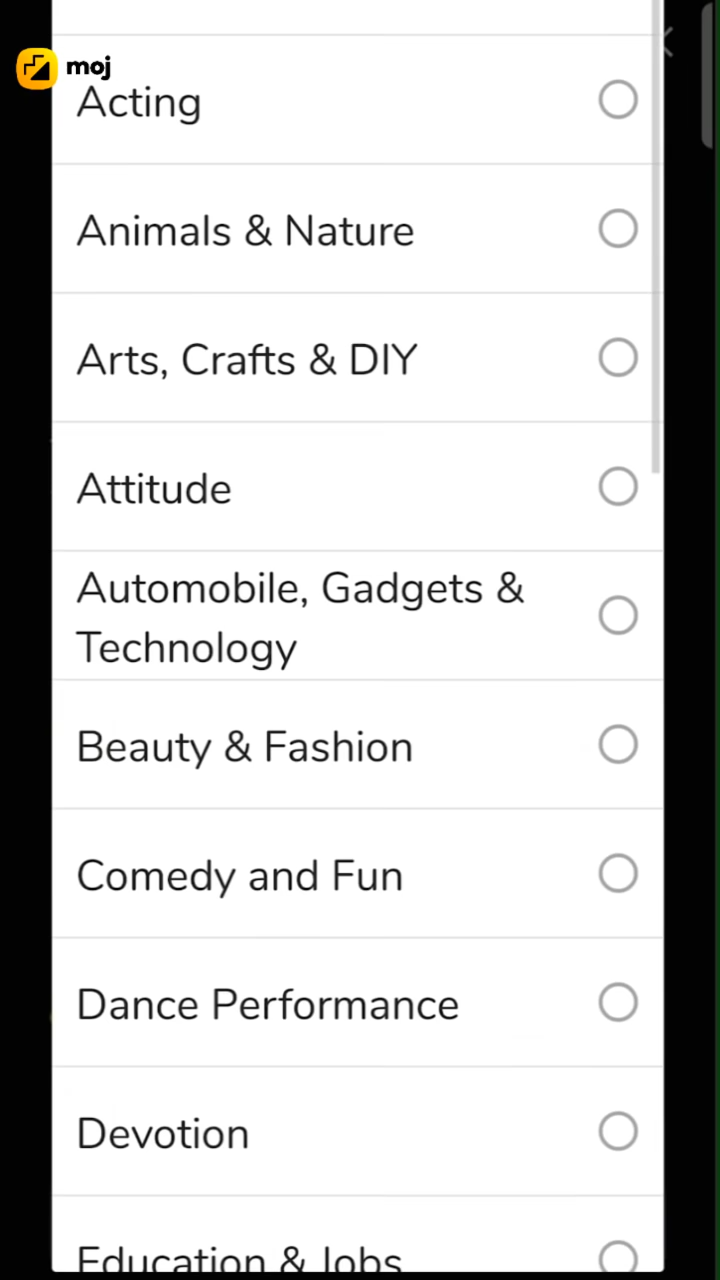 moj
Acting
Animals & Nature
Arts, Crafts & DIY
Attitude
Automobile, Gadgets &
Technology
Beauty & Fashion
Comedy and Fun
Dance Performance
Devotion
Education & Jobs